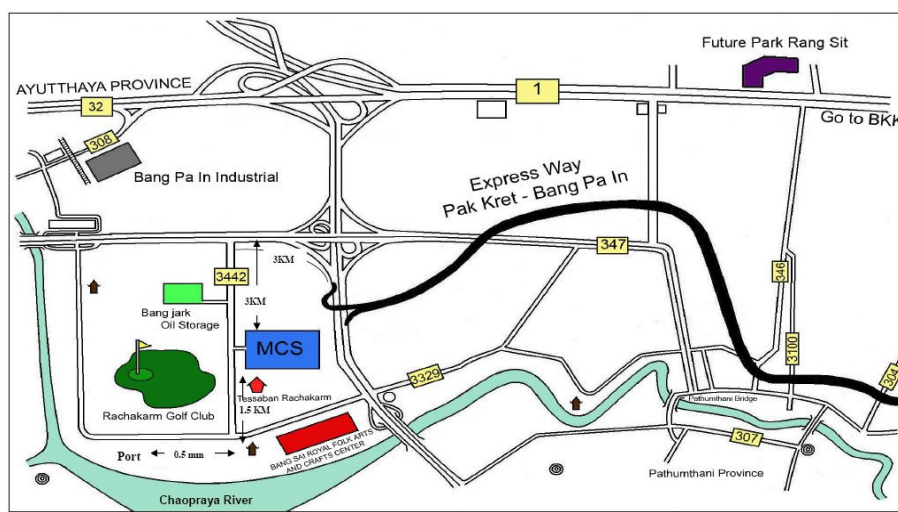 Future Park Rang Sit
AYUTTHAYA PROVINCE
1
32
Go to BKK
308
Bang Pa In Industrial
Express Way
Pak Kret - Bang Pa In
347
3KM
3442
346
3KM
Bang jark
Oil Storage
MCS
3100
3329
304
Tessaban Rachakarm
1.5 KM
Rachakarm Golf Club
Pathumthani Bridge
307
BANG SAI ROYAL FOLK ARTS
AND CRAFTS CENTER
Port
0.5 mm
Pathumthani Province
Chaopraya River